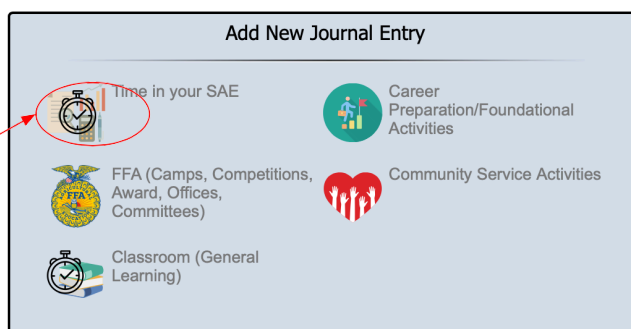 Add New Journal Entry
Time in your SAE
Career
Preparation/Foundational
Activities
FFA (Camps, Competitions,
Award, Offices,
Committees)
FFA
Community Service Activities
Classroom (General
Learning)